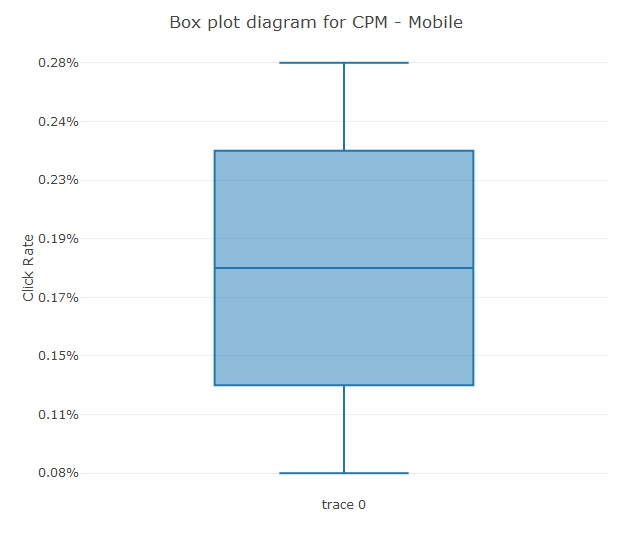 Box plot diagram for CPM - Mobile
0.28%
0.24%
0.23%
0.19%
Click Rate
0.17%
0.15%
0.11%
0.08%
trace 0